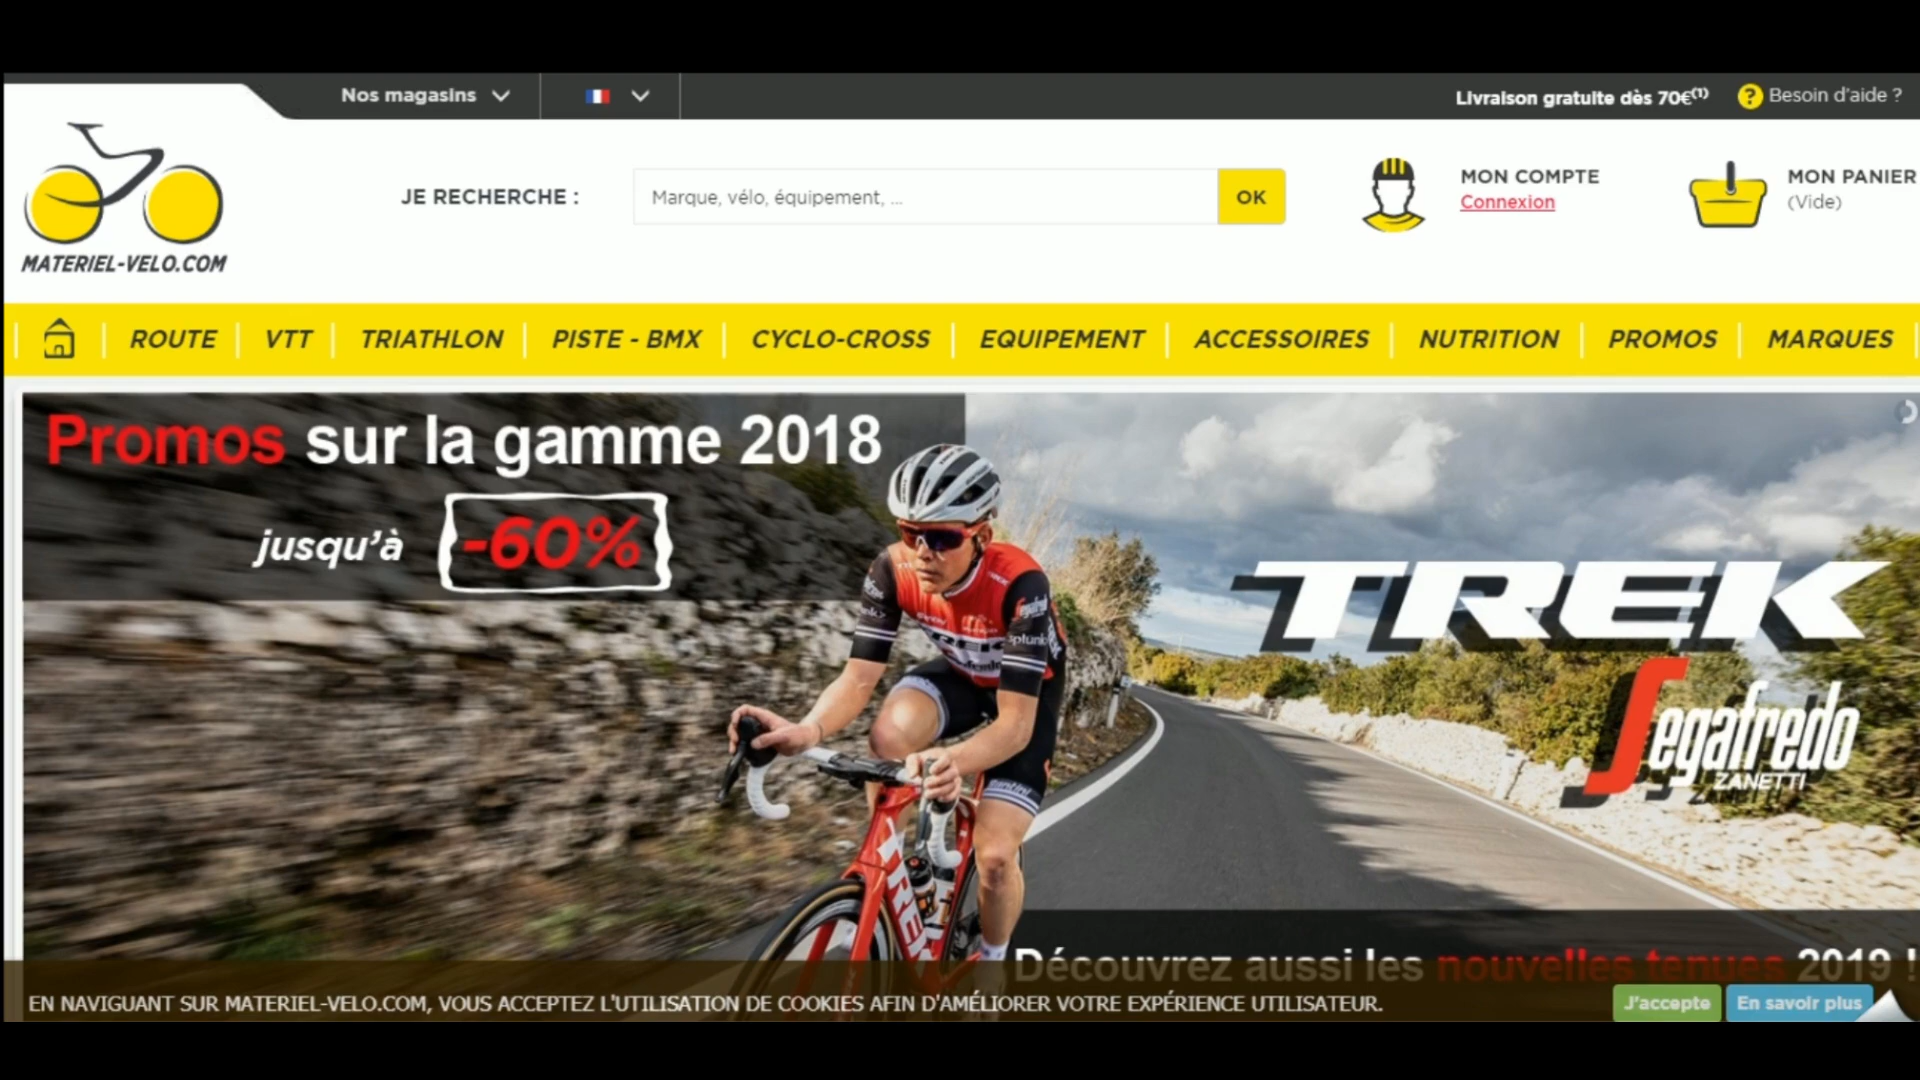 Nos magasins
Livraison gratuite dès 70€(1)
? Besoin d'aide ?
MATERIEL-VELO.COM
JE RECHERCHE :
Marque, vélo, équipement, ...
OK
MON COMPTE
Connexion
MON PANIER
(Vide)
ROUTE
VTT
TRIATHLON
PISTE - BMX
CYCLO-CROSS
EQUIPEMENT
ACCESSOIRES
NUTRITION
PROMOS
MARQUES
Promos sur la gamme 2018
jusqu'à -60%
TREK
Segafredo
ZANETTI
Segafredo
TREK
TREK
Découvrez aussi les nouvelles tenues 2019 !
EN NAVIGUANT SUR MATERIEL-VELO.COM, VOUS ACCEPTEZ L'UTILISATION DE COOKIES AFIN D'AMÉLIORER VOTRE EXPÉRIENCE UTILISATEUR.
J'accepte
En savoir plus